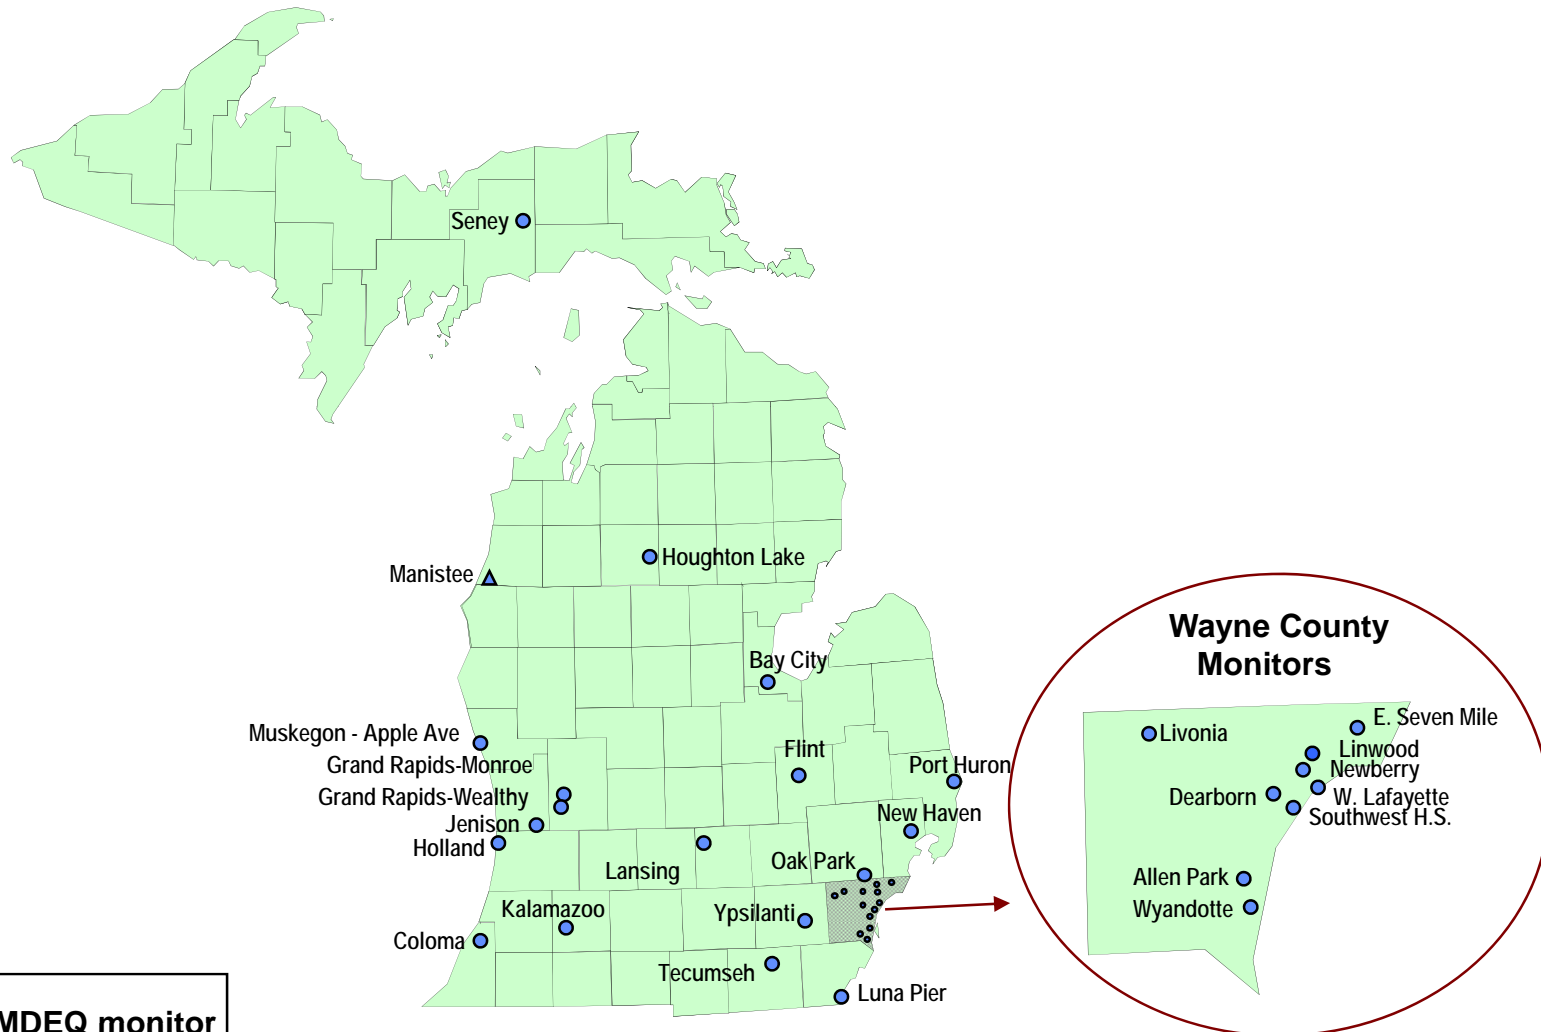 Seney
Houghton Lake
Manistee
Wayne County
Monitors
Bay City
E. Seven Mile
Livonia
Muskegon - Apple Ave
Linwood
Flint
Grand Rapids-Monroe
Port Huron
Newberry
Grand Rapids-Wealthy
Dearborn
W. Lafayette
New Haven
Southwest H.S.
Jenison
Holland
Oak Park
Lansing
Allen Park
Kalamazoo
Ypsilanti
Wyandotte
Coloma
Tecumseh
Luna Pier
MDEQ monitor